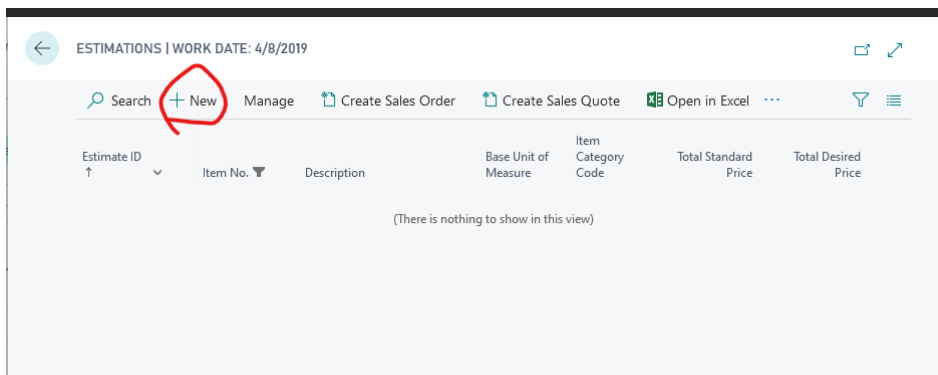 ESTIMATIONS | WORK DATE: 4/8/2019
Search New Manage Create Sales Order Create Sales Quote Open in Excel ...
Estimate ID Item No. Description Base Unit of Measure Item Category Code Total Standard Price Total Desired Price
(There is nothing to show in this view)